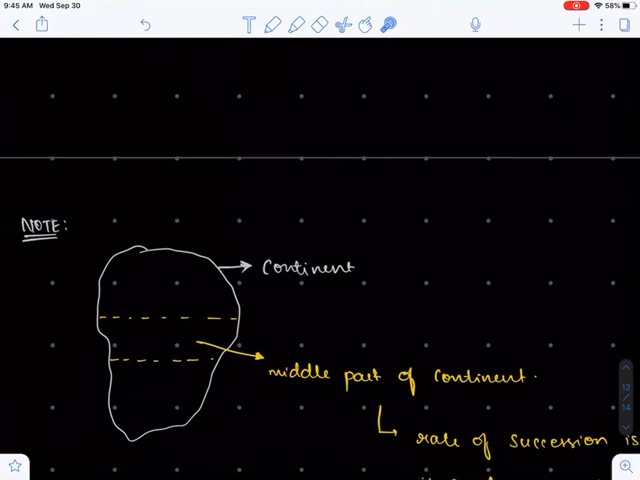 9:45 AM Wed Sep 30
58%
T
NOTE:
Continent
middle part of continent.
12
/
14
rate of succession is